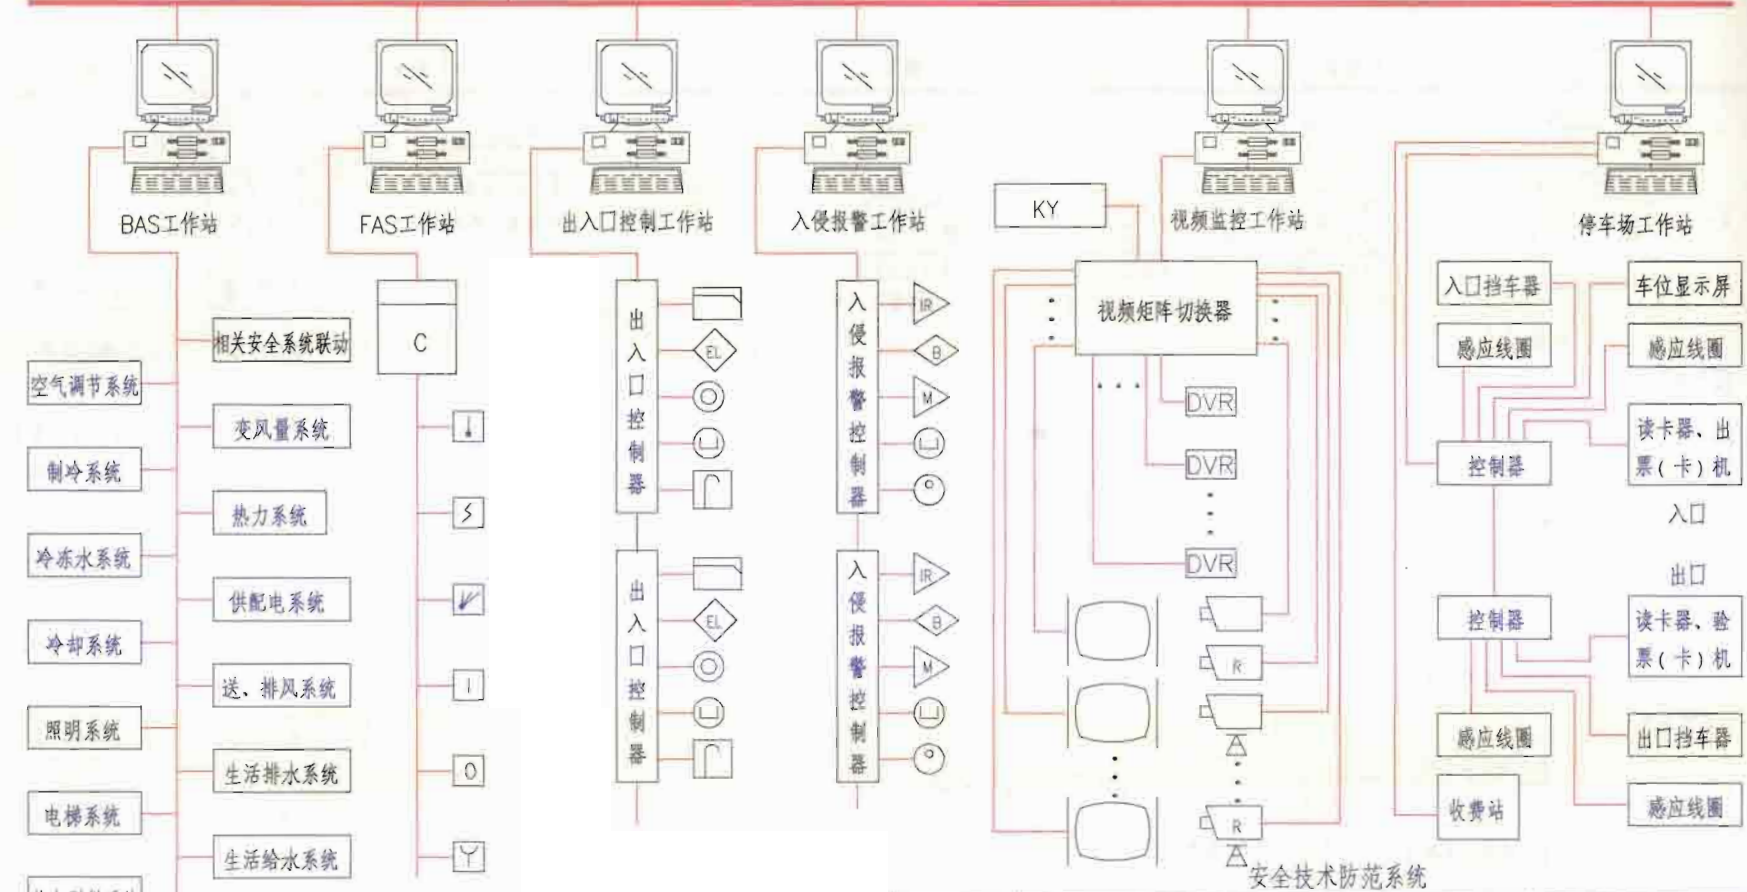 BAS工作站
FAS工作站
出入口控制工作站
入侵报警工作站
KY
视频监控工作站
停车场工作站
相关安全系统联动
空气调节系统
变风量系统
制冷系统
热力系统
冷冻水系统
供配电系统
冷却系统
送、排风系统
照明系统
生活排水系统
电梯系统
生活给水系统
C
出入口控制器
EL
出入口控制器
EL
入侵报警控制器
IR
B
M
入侵报警控制器
IR
B
M
视频矩阵切换器
DVR
DVR
DVR
R
R
安全技术防范系统
入口挡车器
车位显示屏
感应线圈
感应线圈
控制器
读卡器、出
票(卡)机
入口
出口
控制器
读卡器、验
票(卡)机
感应线圈
出口挡车器
收费站
感应线圈